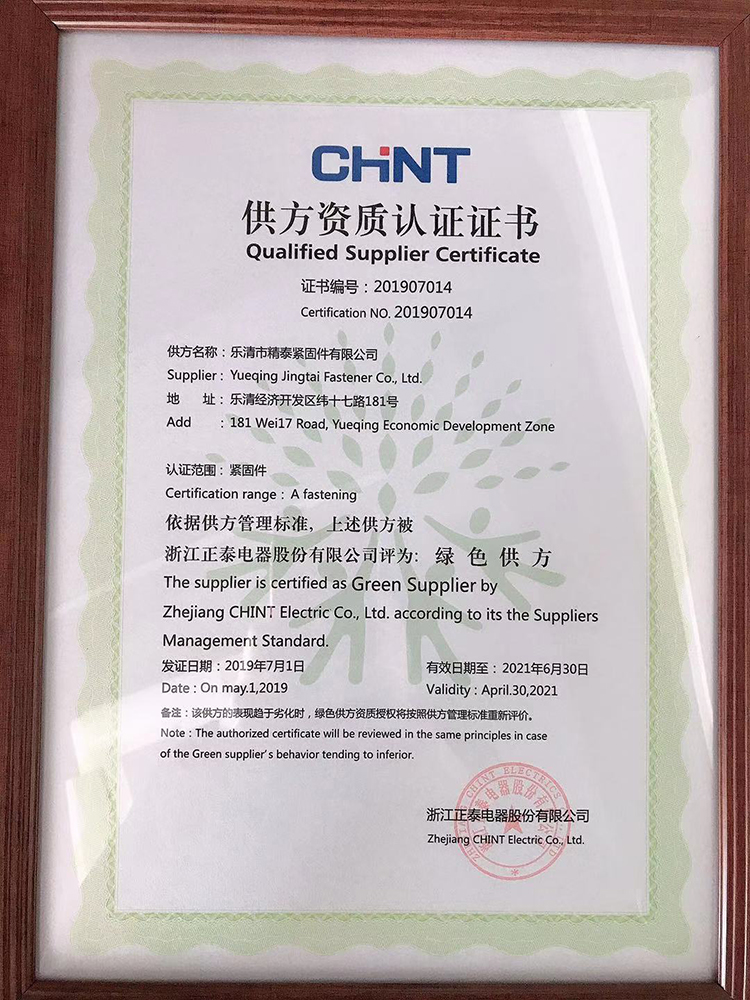 CHINT
供方资质认证证书
Qualified Supplier Certificate
证书编号：201907014
Certification NO. 201907014
供方名称：乐清市精泰紧固件有限公司
Supplier : Yueqing Jingtai Fastener Co., Ltd.
地 址：乐清经济开发区纬十七路181号
Add : 181 Wei17 Road, Yueqing Economic Development Zone
认证范围：紧固件
Certification range : A fastening
依据供方管理标准，上述供方被
浙江正泰电器股份有限公司评为：绿 色 供 方
The supplier is certified as Green Supplier by
Zhejiang CHINT Electric Co., Ltd. according to its the Suppliers
Management Standard.
发证日期：2019年7月1日 有效日期至：2021年6月30日
Date : On may.1,2019 Validity : April.30,2021
备注：该供方的表现趋于劣化时，绿色供方资质授权将按照供方管理标准重新评价。
Note : The authorized certificate will be reviewed in the same principles in case
of the Green supplier's behavior tending to inferior.
浙江正泰电器股份有限公司
Zhejiang CHINT Electric Co., Ltd.